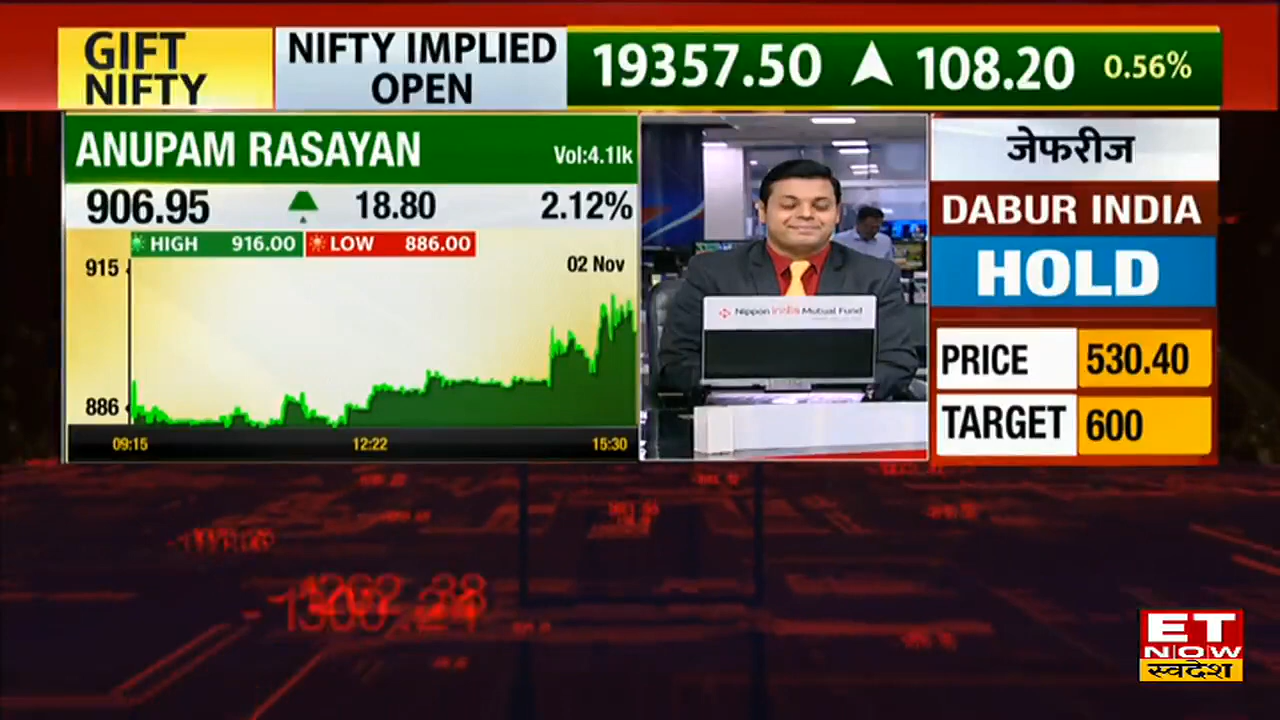 GIFT
NIFTY
NIFTY IMPLIED
OPEN
19357.50 108.20 0.56%
ANUPAM RASAYAN Vol:4.1lk
906.95 18.80 2.12%
HIGH 916.00 LOW 886.00
915
02 Nov
886
09:15 12:22 15:30
Nippon india Mutual Fund
जेफरीज
DABUR INDIA
HOLD
PRICE 530.40
TARGET 600
ET
NOW
स्वदेश